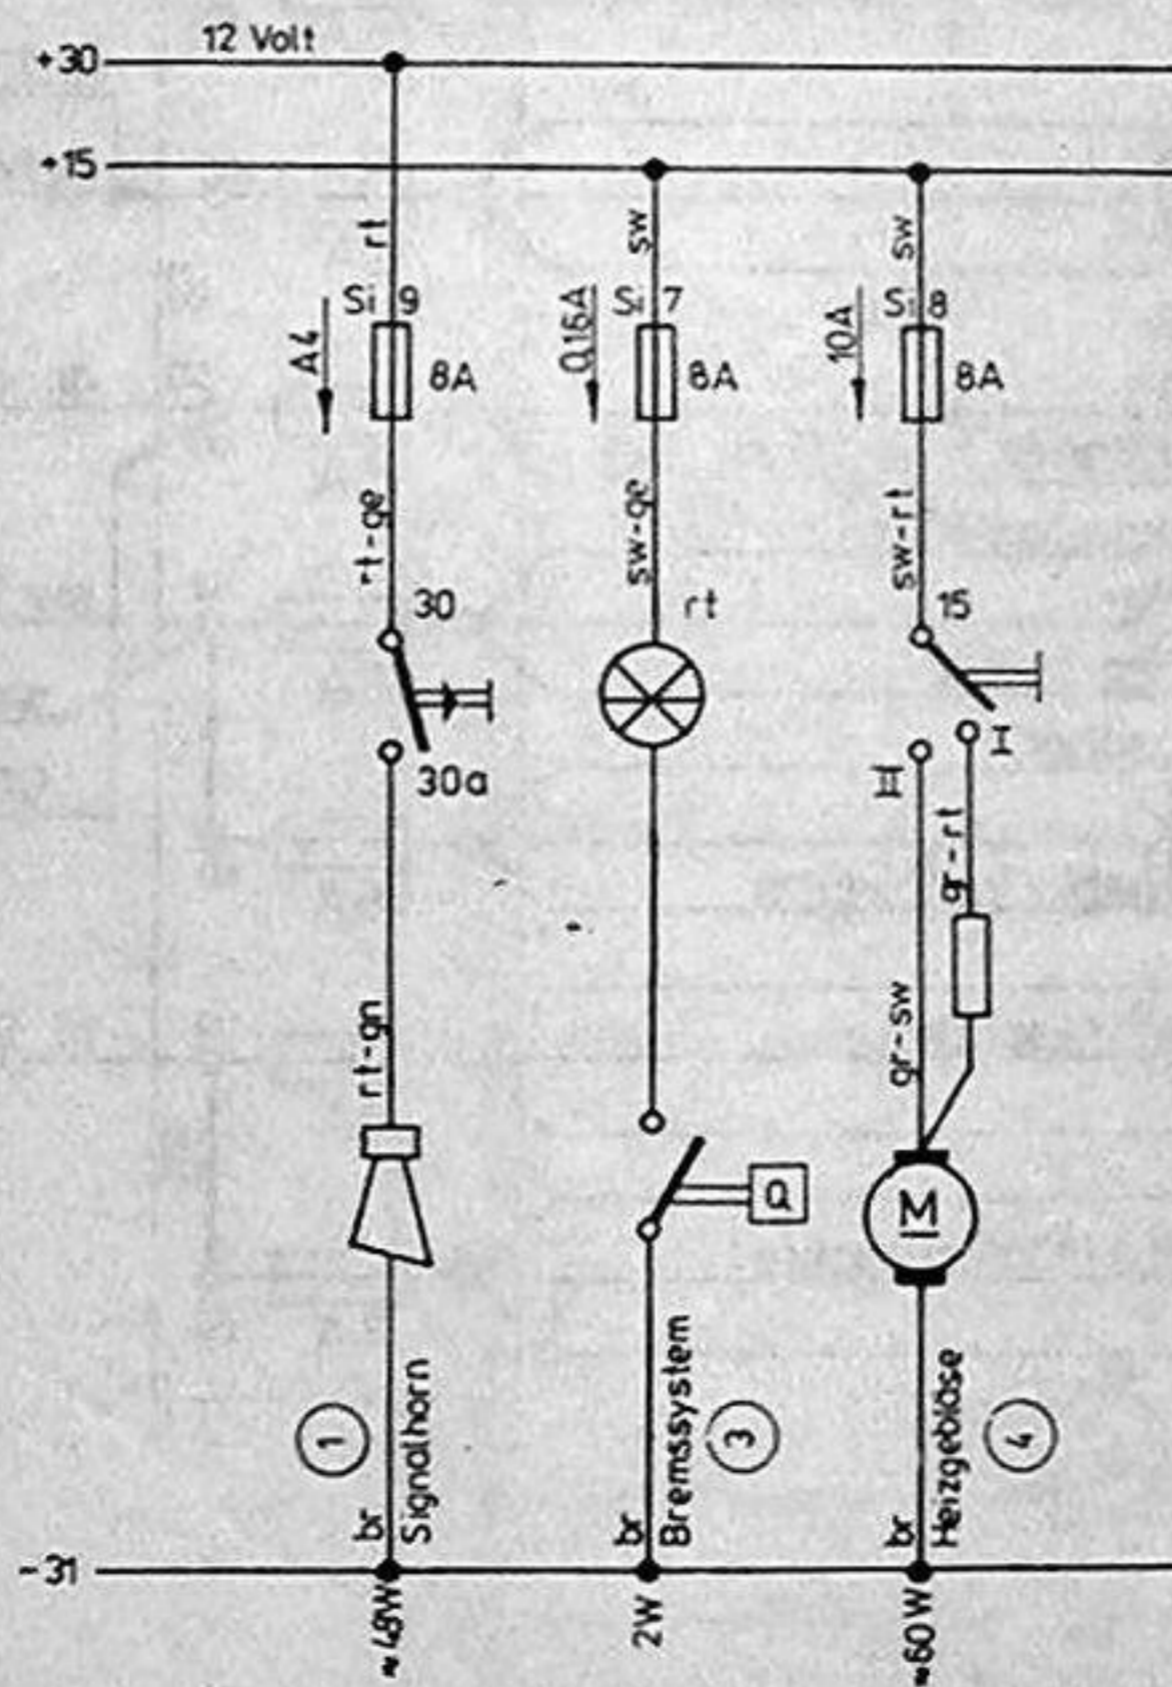 12 Volt
+30
+15
rt
sw
sw
Si 9
Si 7
Si 8
A4
0,16A
10A
8A
8A
8A
rt-ge
sw-ge
sw-rt
30
rt
15
30a
I
II
gr-rt
gr-sw
rt-gn
Q
M
Signalhorn
Bremssystem
Heizgebläse
1
3
4
br
br
br
-31
≈48W
2W
≈60W